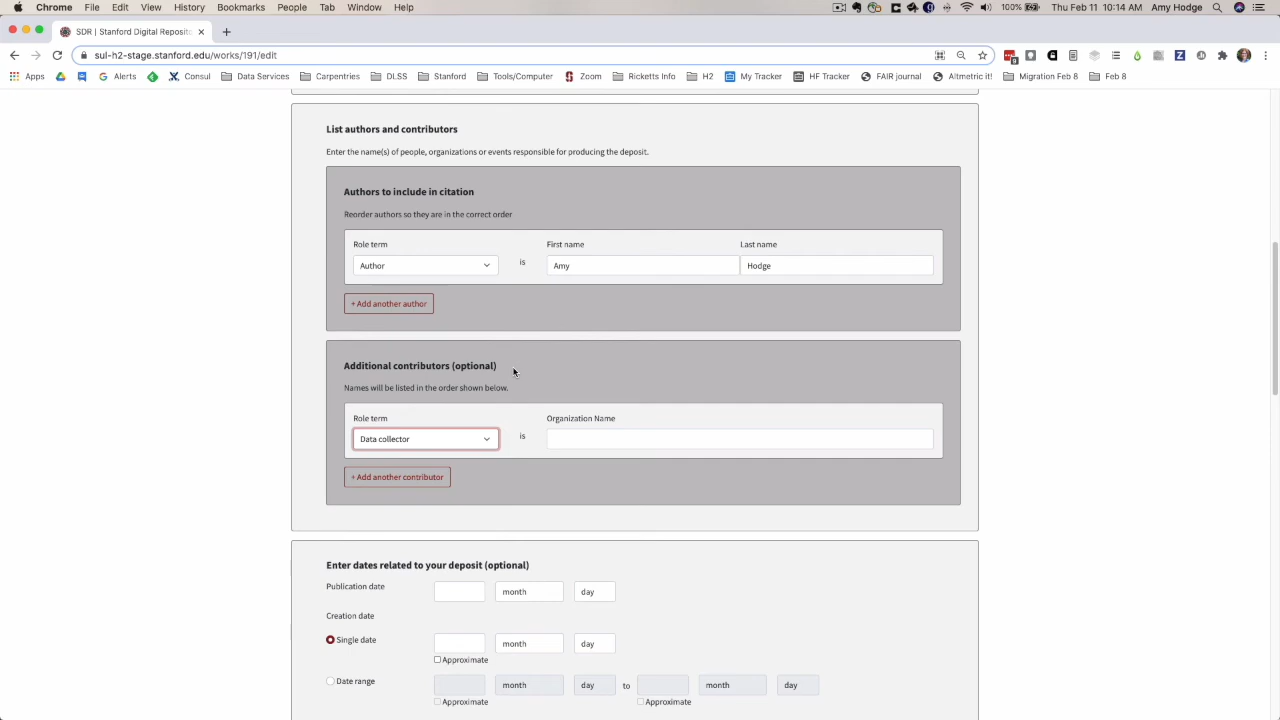 Chrome File Edit View History Bookmarks People Tab Window Help 100% Thu Feb 11 10:14 AM Amy Hodge
SDR | Stanford Digital Reposito
sul-h2-stage.stanford.edu/works/191/edit
Apps Alerts Consul Data Services Carpentries DLSS Stanford Tools/Computer Zoom Ricketts Info H2 My Tracker HF Tracker FAIR journal Altmetric it! Migration Feb 8 Feb 8
List authors and contributors
Enter the name(s) of people, organizations or events responsible for producing the deposit.
Authors to include in citation
Reorder authors so they are in the correct order
Role term First name Last name
Author is Amy Hodge
+ Add another author
Additional contributors (optional)
Names will be listed in the order shown below.
Role term Organization Name
Data collector is
+ Add another contributor
Enter dates related to your deposit (optional)
Publication date month day
Creation date
Single date month day
Approximate
Date range month day to month day
Approximate Approximate